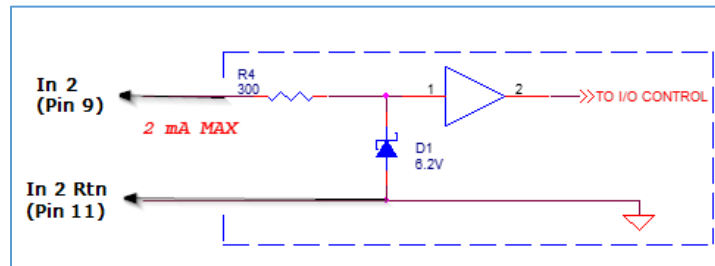 In 2
(Pin 9)
R4
300
2 mA MAX
1
2
TO I/O CONTROL
D1
6.2V
In 2 Rtn
(Pin 11)